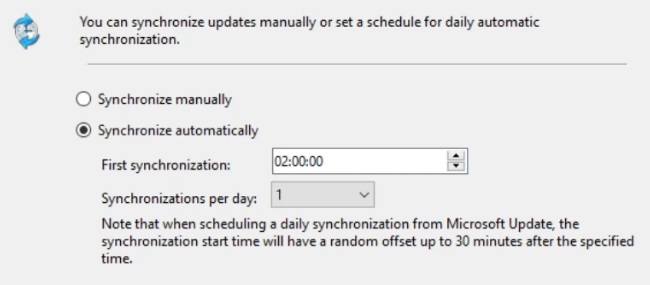 You can synchronize updates manually or set a schedule for daily automatic
synchronization.
Synchronize manually
Synchronize automatically
First synchronization: 02:00:00
Synchronizations per day: 1
Note that when scheduling a daily synchronization from Microsoft Update, the
synchronization start time will have a random offset up to 30 minutes after the specified
time.